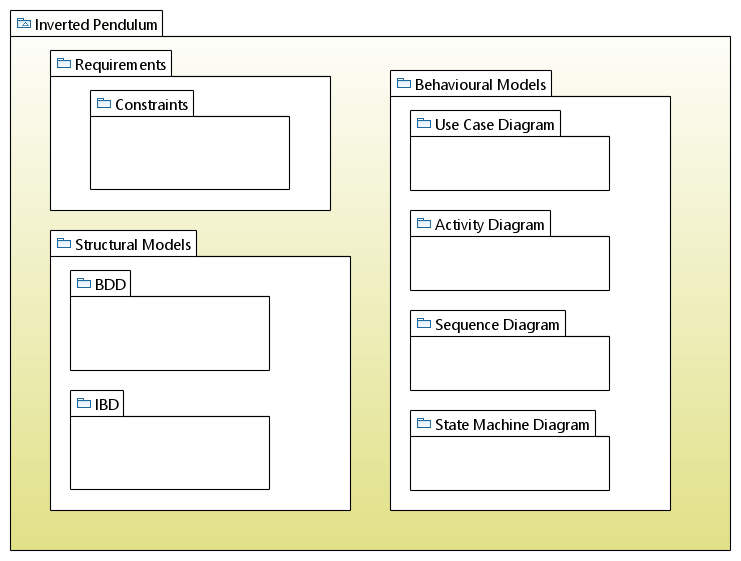 Inverted Pendulum
Requirements
Constraints
Structural Models
BDD
IBD
Behavioural Models
Use Case Diagram
Activity Diagram
Sequence Diagram
State Machine Diagram